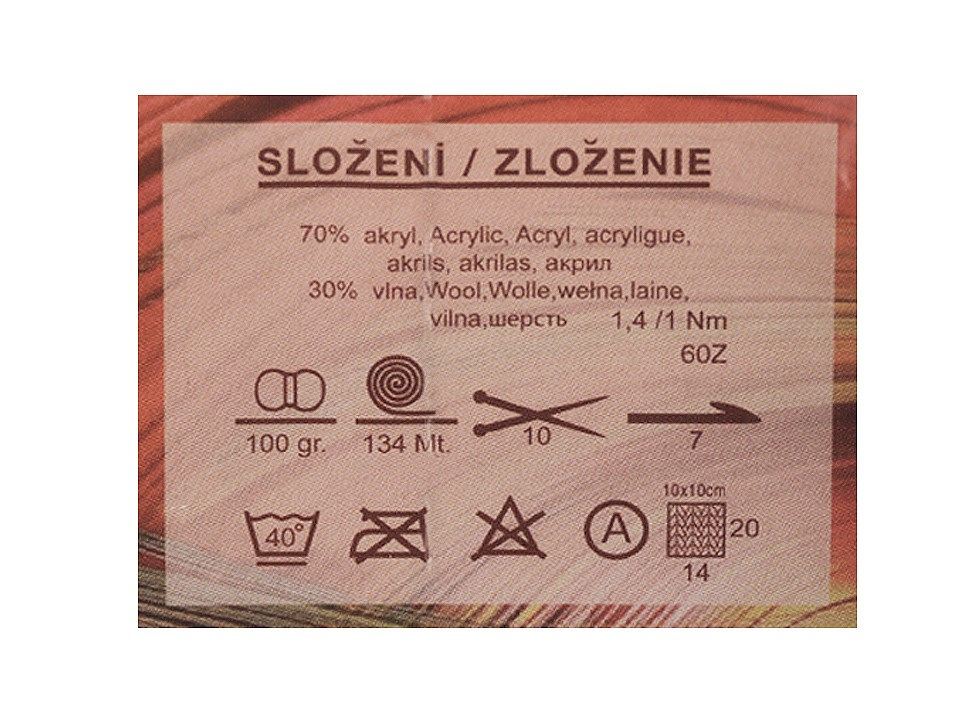 SLOŽENİ / ZLOŽENIE
70% akryl, Acrylic, Acryl, acryligue,
akrils, akrilas, акрил
30% vlna,Wool,Wolle,wełna,laine,
vilna,шерсть 1,4 /1 Nm
60Z
100 gr. 134 Mt. 10 7
10x10cm
40° A 20
14